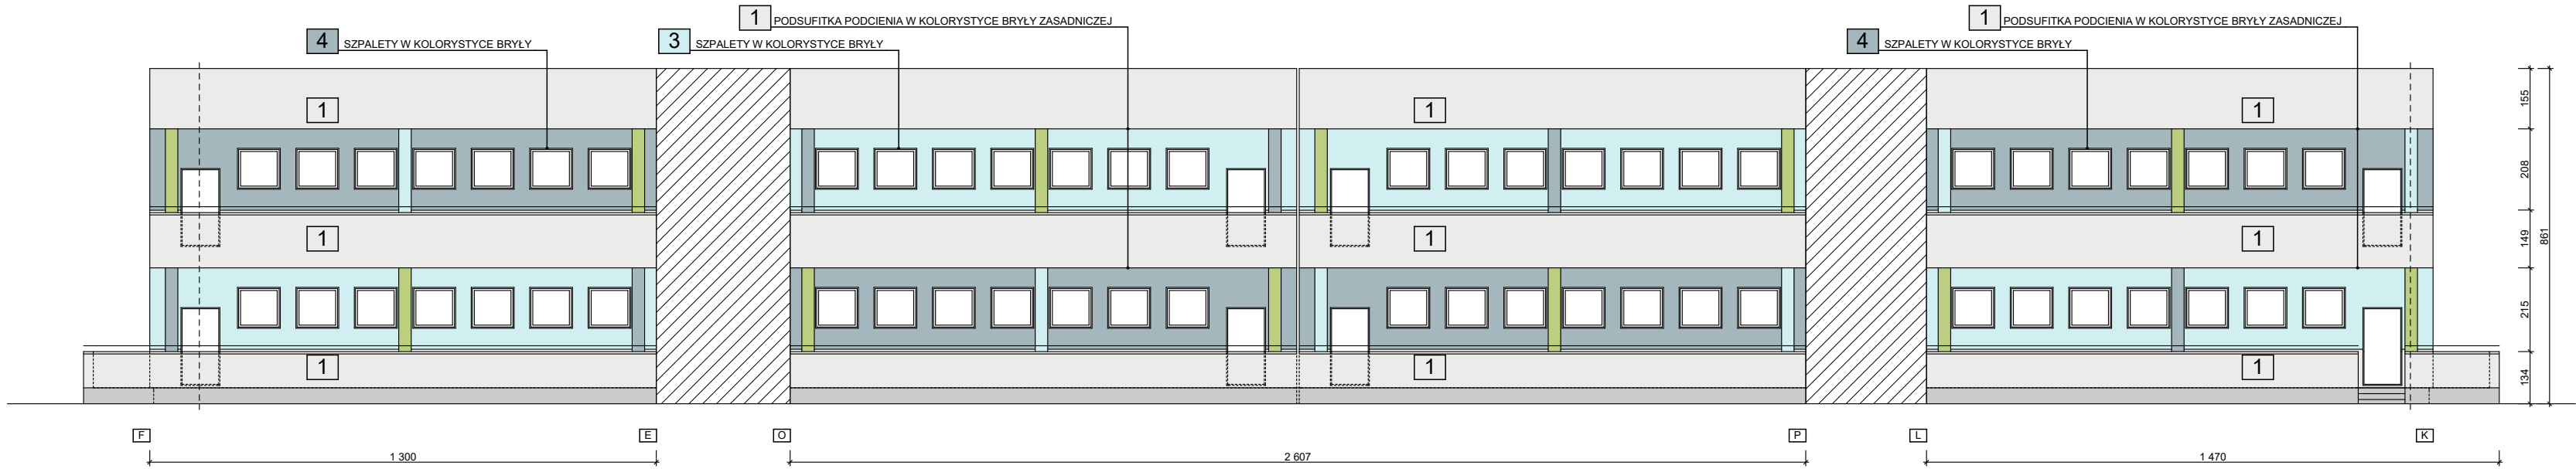 1 PODSUFITKA PODCIENIA W KOLORYSTYCE BRYŁY ZASADNICZEJ
1 PODSUFITKA PODCIENIA W KOLORYSTYCE BRYŁY ZASADNICZEJ
4 SZPALETY W KOLORYSTYCE BRYŁY
3 SZPALETY W KOLORYSTYCE BRYŁY
4 SZPALETY W KOLORYSTYCE BRYŁY
1
1
1
155
208
1
1
1
149
861
215
1
1
1
134
F
E
O
P
L
K
1 300
2 607
1 470